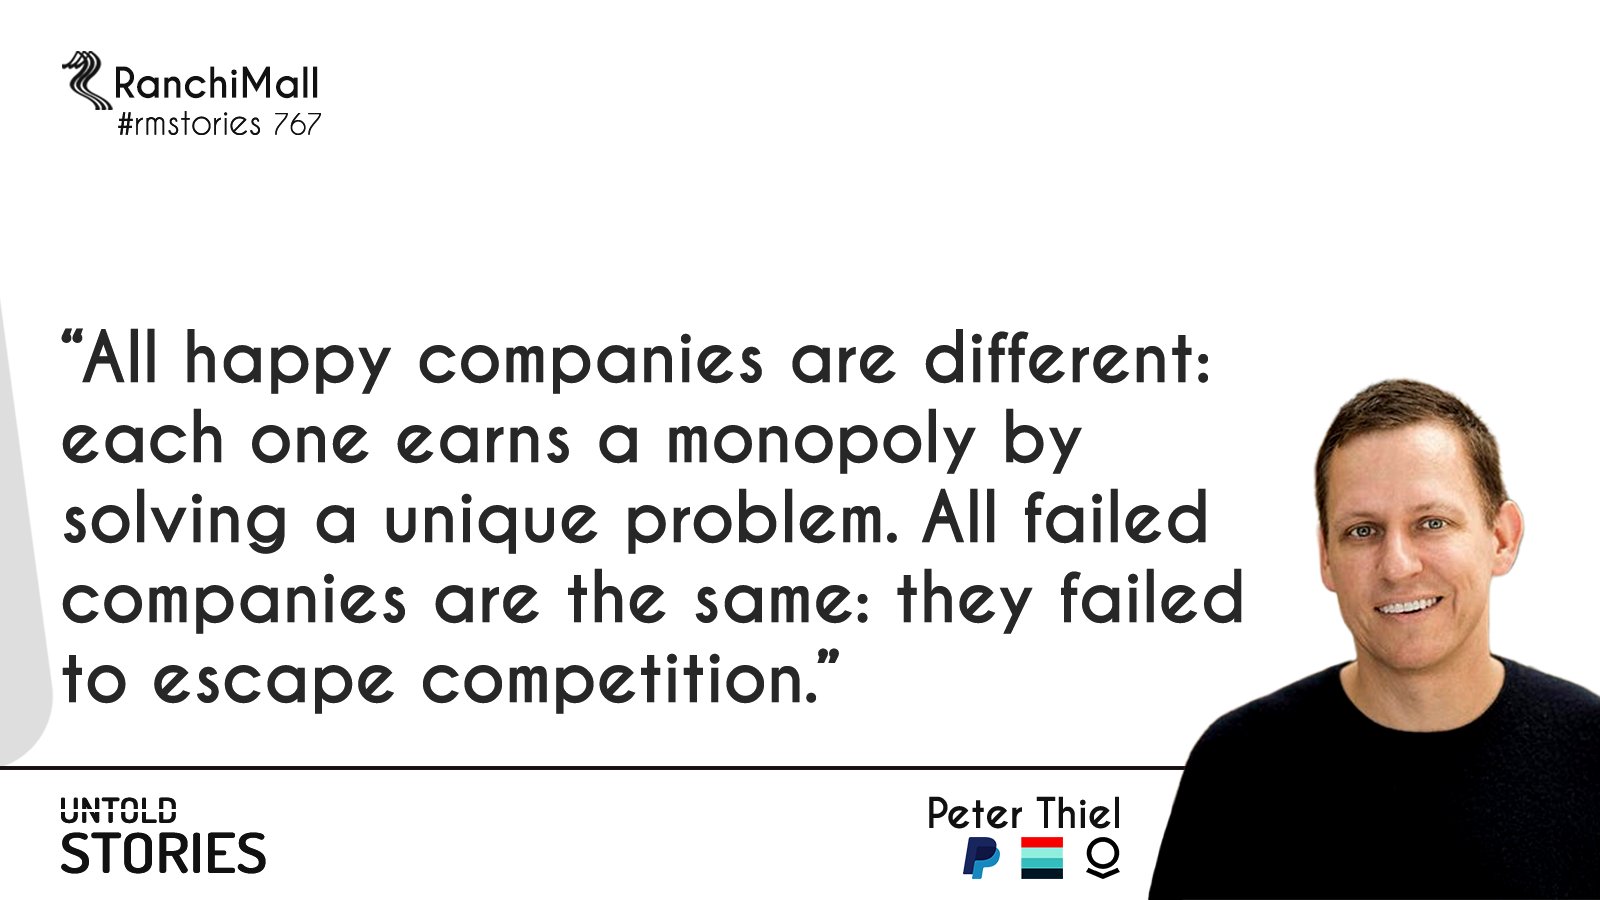 RanchiMall
#rmstories 767
“All happy companies are different:
each one earns a monopoly by
solving a unique problem. All failed
companies are the same: they failed
to escape competition.”
UNTOLD
STORIES
Peter Thiel